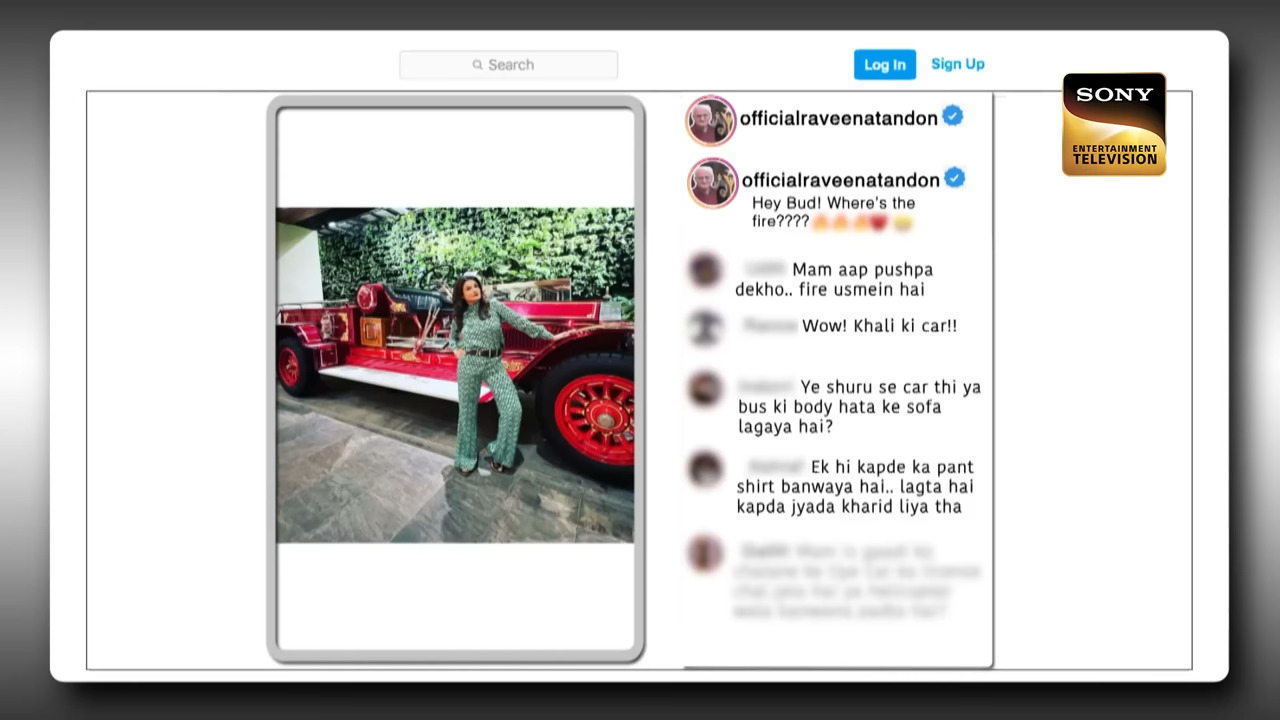 Search
Log In
Sign Up
SONY
ENTERTAINMENT
TELEVISION
officialraveenatandon
officialraveenatandon
Hey Bud! Where's the
fire????🔥🔥🔥
Mam aap pushpa
dekho.. fire usmein hai
Wow! Khali ki car!!
Ye shuru se car thi ya
bus ki body hata ke sofa
lagaya hai?
Ek hi kapde ka pant
shirt banwaya hai.. lagta hai
kapda jyada kharid liya tha